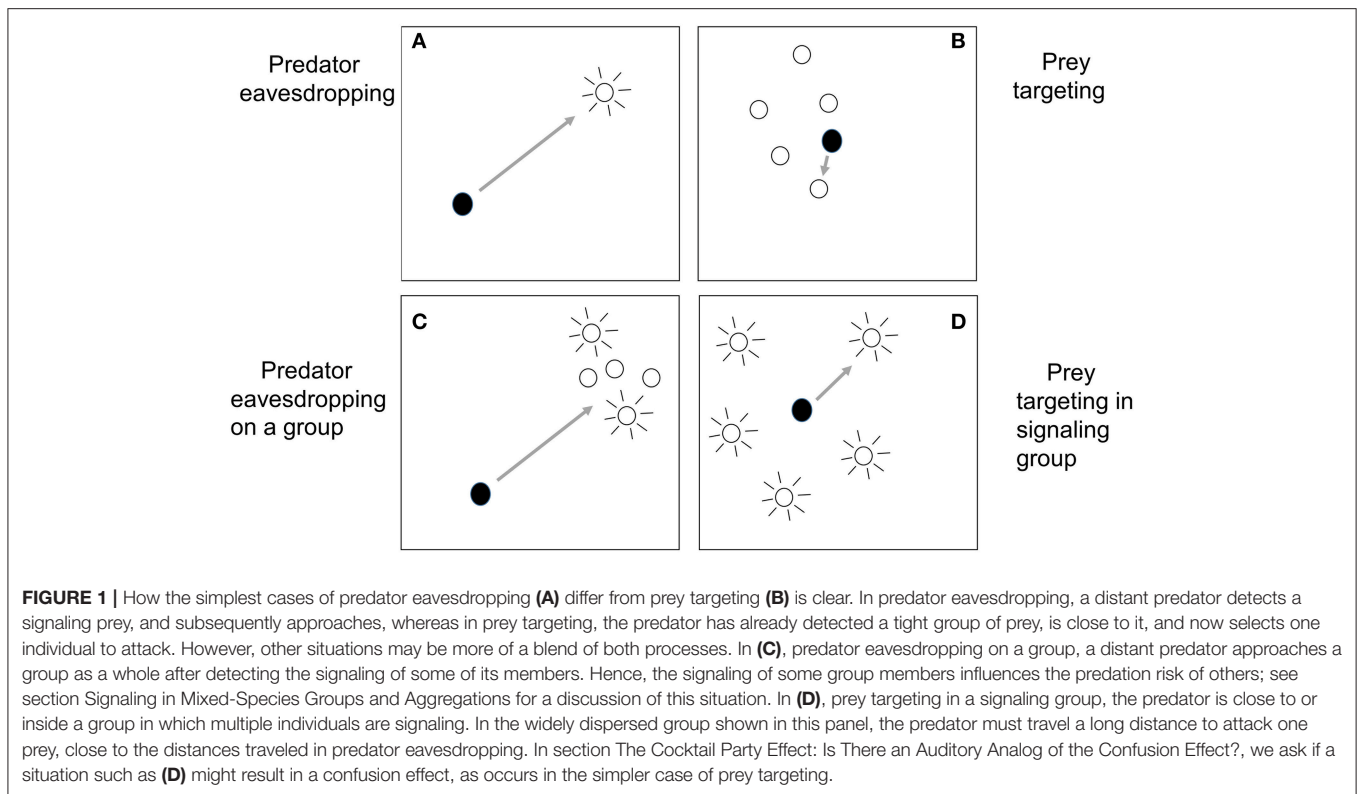 Predator
eavesdropping
A
B
Prey
targeting
Predator
eavesdropping
on a group
C
D
Prey
targeting in
signaling
group
FIGURE 1 | How the simplest cases of predator eavesdropping (A) differ from prey targeting (B) is clear. In predator eavesdropping, a distant predator detects a
signaling prey, and subsequently approaches, whereas in prey targeting, the predator has already detected a tight group of prey, is close to it, and now selects one
individual to attack. However, other situations may be more of a blend of both processes. In (C), predator eavesdropping on a group, a distant predator approaches a
group as a whole after detecting the signaling of some of its members. Hence, the signaling of some group members influences the predation risk of others; see
section Signaling in Mixed-Species Groups and Aggregations for a discussion of this situation. In (D), prey targeting in a signaling group, the predator is close to or
inside a group in which multiple individuals are signaling. In the widely dispersed group shown in this panel, the predator must travel a long distance to attack one
prey, close to the distances traveled in predator eavesdropping. In section The Cocktail Party Effect: Is There an Auditory Analog of the Confusion Effect?, we ask if a
situation such as (D) might result in a confusion effect, as occurs in the simpler case of prey targeting.